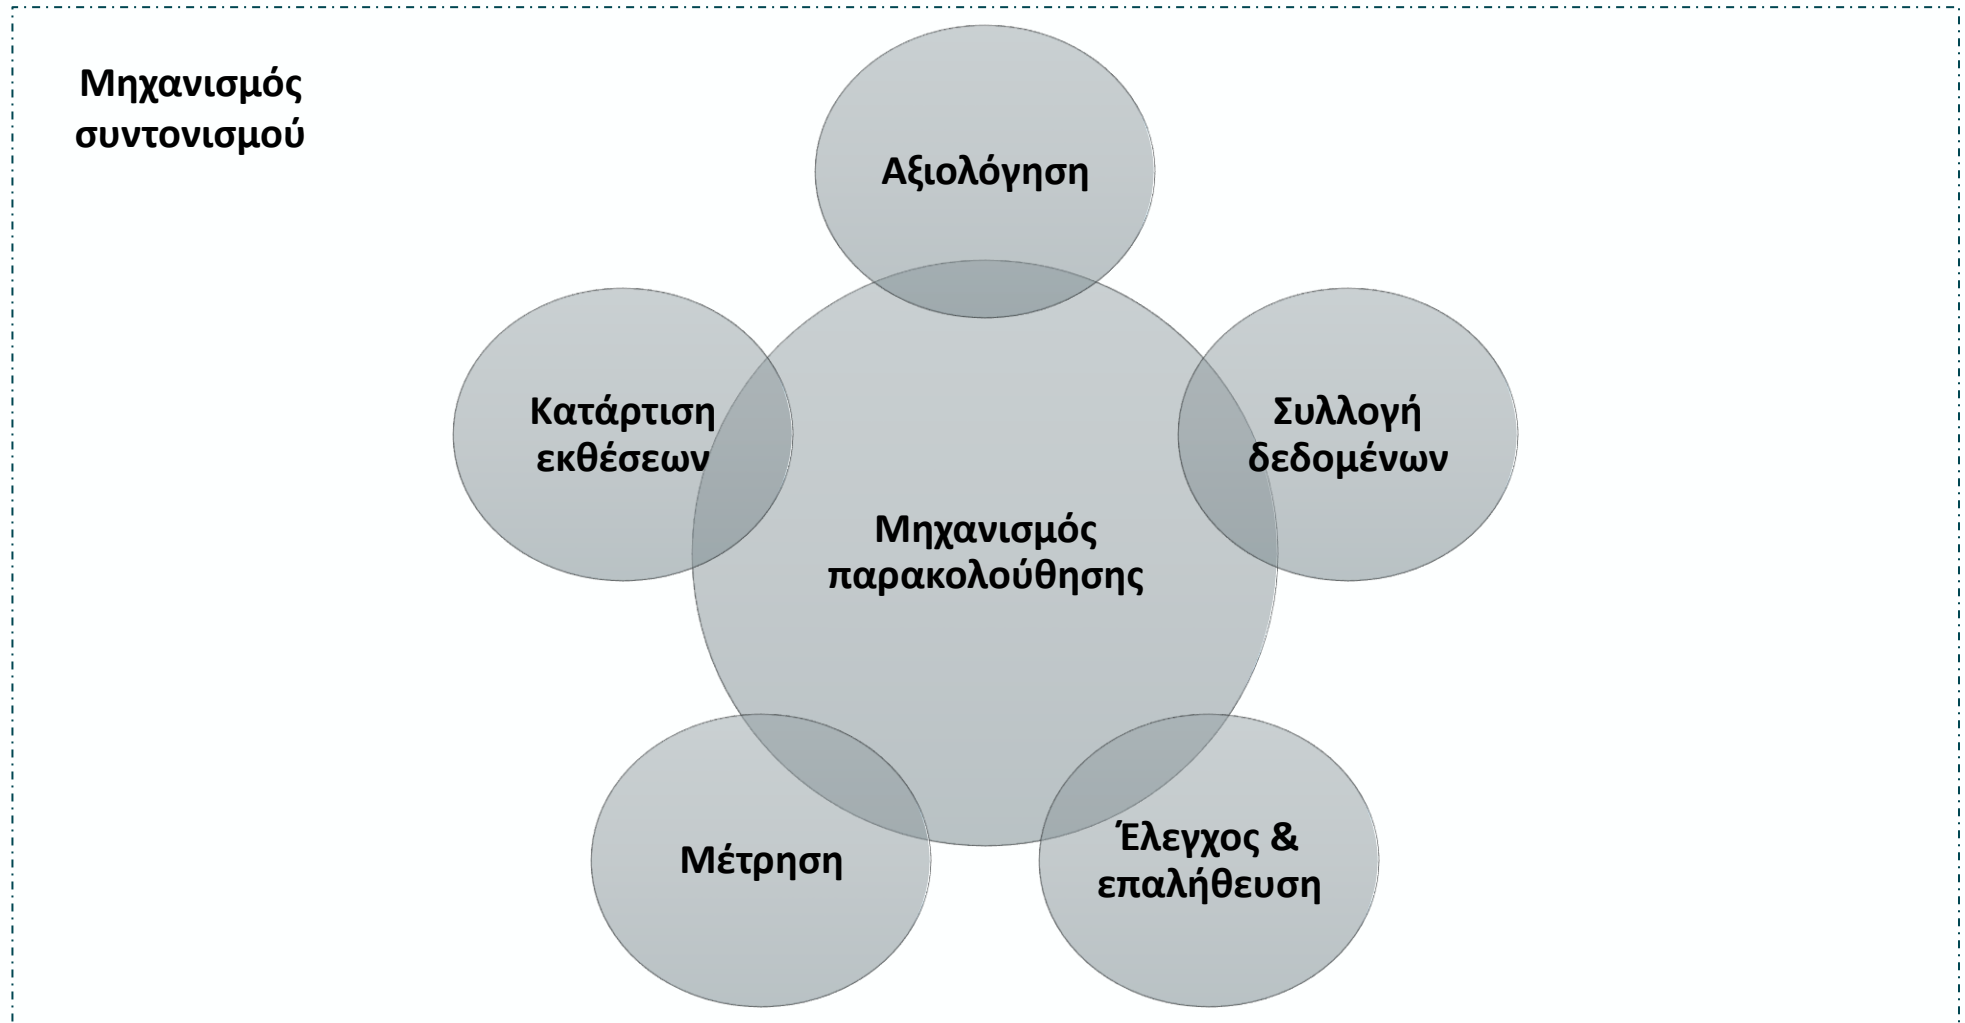 Μηχανισμός
συντονισμού
Αξιολόγηση
Κατάρτιση
εκθέσεων
Συλλογή
δεδομένων
Μηχανισμός
παρακολούθησης
Μέτρηση
Έλεγχος &
επαλήθευση